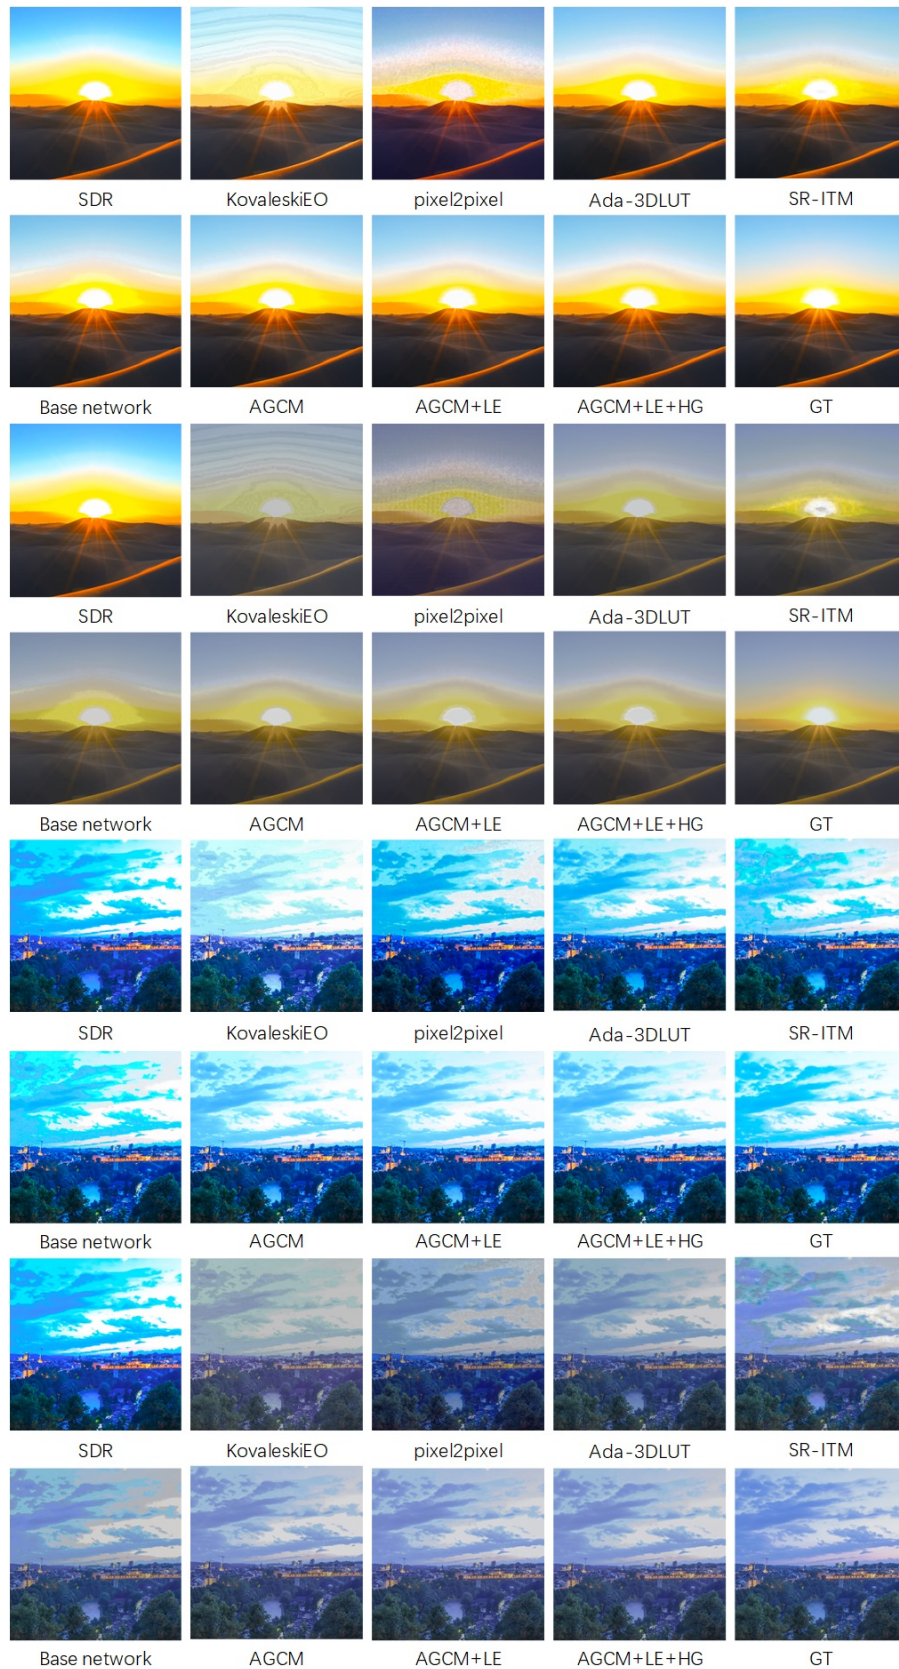 SDR KovaleskiEO pixel2pixel Ada-3DLUT SR-ITM
Base network AGCM AGCM+LE AGCM+LE+HG GT
SDR KovaleskiEO pixel2pixel Ada-3DLUT SR-ITM
Base network AGCM AGCM+LE AGCM+LE+HG GT
SDR KovaleskiEO pixel2pixel Ada-3DLUT SR-ITM
Base network AGCM AGCM+LE AGCM+LE+HG GT
SDR KovaleskiEO pixel2pixel Ada-3DLUT SR-ITM
Base network AGCM AGCM+LE AGCM+LE+HG GT